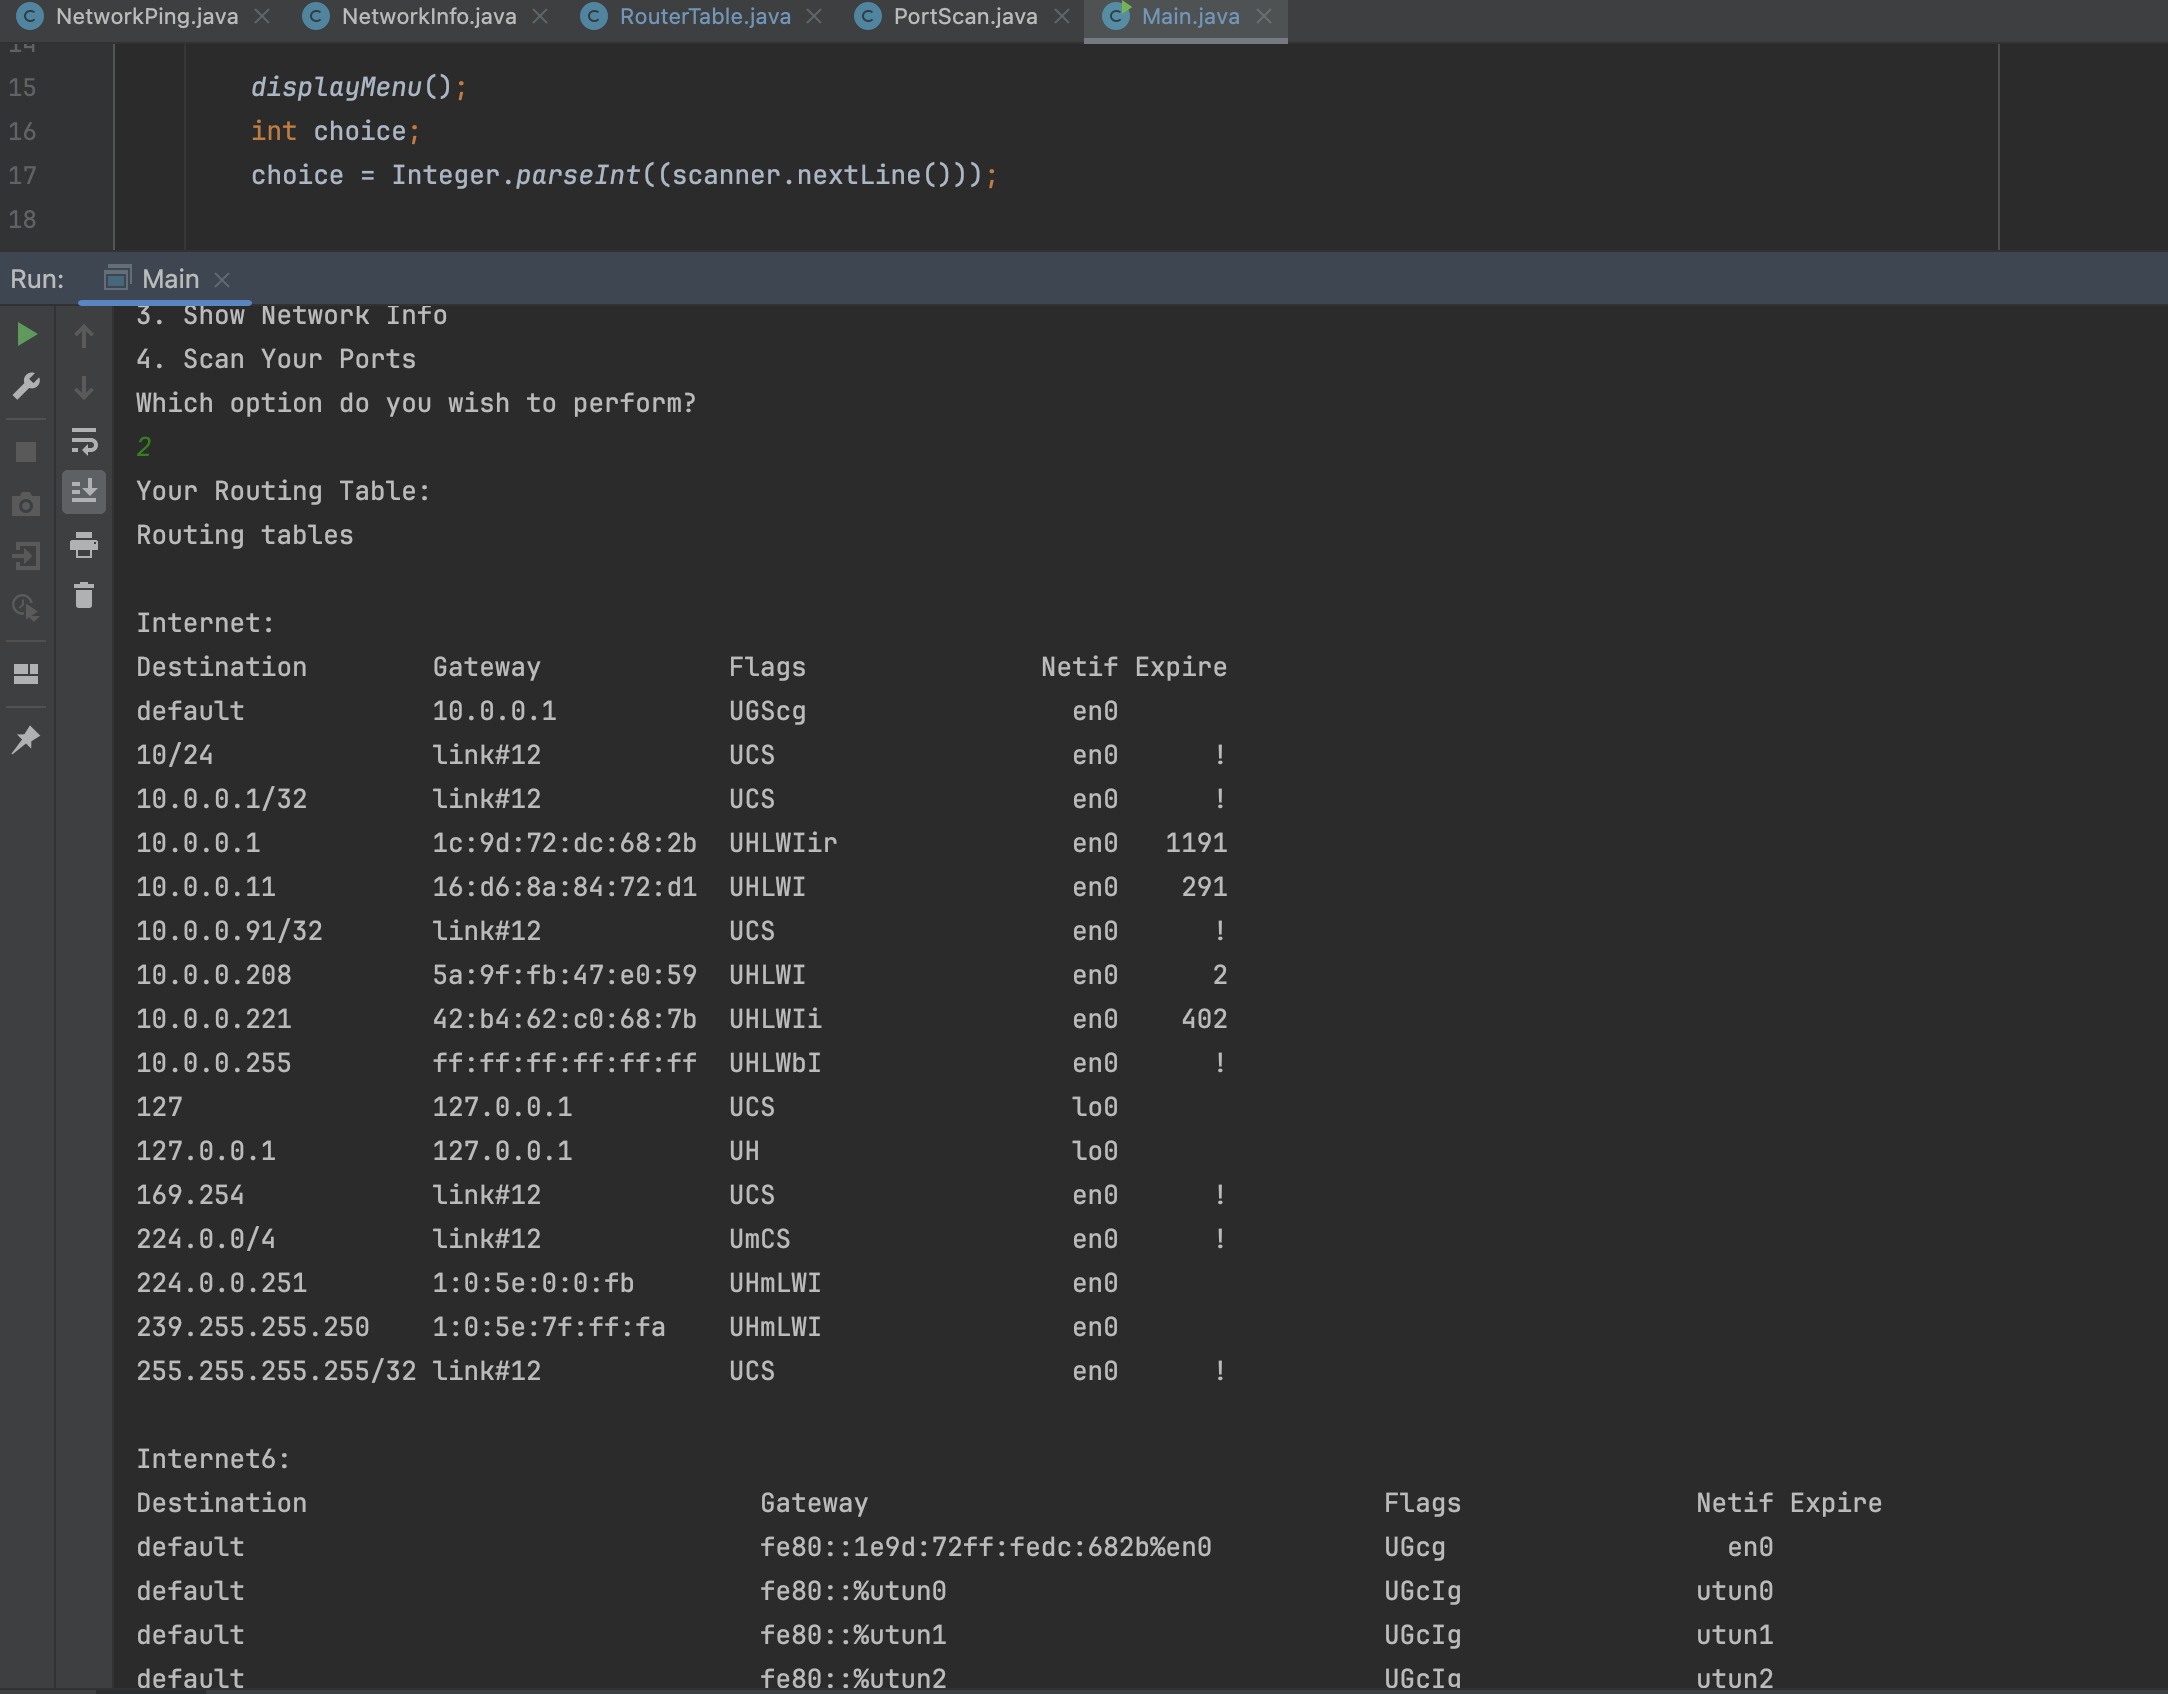 NetworkPing.java NetworkInfo.java RouterTable.java PortScan.java Main.java
14
15 displayMenu();
16 int choice;
17 choice = Integer.parseInt((scanner.nextLine()));
18
Run: Main
3. Show Network Info
4. Scan Your Ports
Which option do you wish to perform?
2
Your Routing Table:
Routing tables
Internet:
Destination Gateway Flags Netif Expire
default 10.0.0.1 UGScg en0
10/24 link#12 UCS en0 !
10.0.0.1/32 link#12 UCS en0 !
10.0.0.1 1c:9d:72:dc:68:2b UHLWIir en0 1191
10.0.0.11 16:d6:8a:84:72:d1 UHLWI en0 291
10.0.0.91/32 link#12 UCS en0 !
10.0.0.208 5a:9f:fb:47:e0:59 UHLWI en0 2
10.0.0.221 42:b4:62:c0:68:7b UHLWIi en0 402
10.0.0.255 ff:ff:ff:ff:ff:ff UHLWbI en0 !
127 127.0.0.1 UCS lo0
127.0.0.1 127.0.0.1 UH lo0
169.254 link#12 UCS en0 !
224.0.0/4 link#12 UmCS en0 !
224.0.0.251 1:0:5e:0:0:fb UHmLWI en0
239.255.255.250 1:0:5e:7f:ff:fa UHmLWI en0
255.255.255.255/32 link#12 UCS en0 !
Internet6:
Destination Gateway Flags Netif Expire
default fe80::1e9d:72ff:fedc:682b%en0 UGcg en0
default fe80::%utun0 UGcIg utun0
default fe80::%utun1 UGcIg utun1
default fe80::%utun2 UGcIg utun2